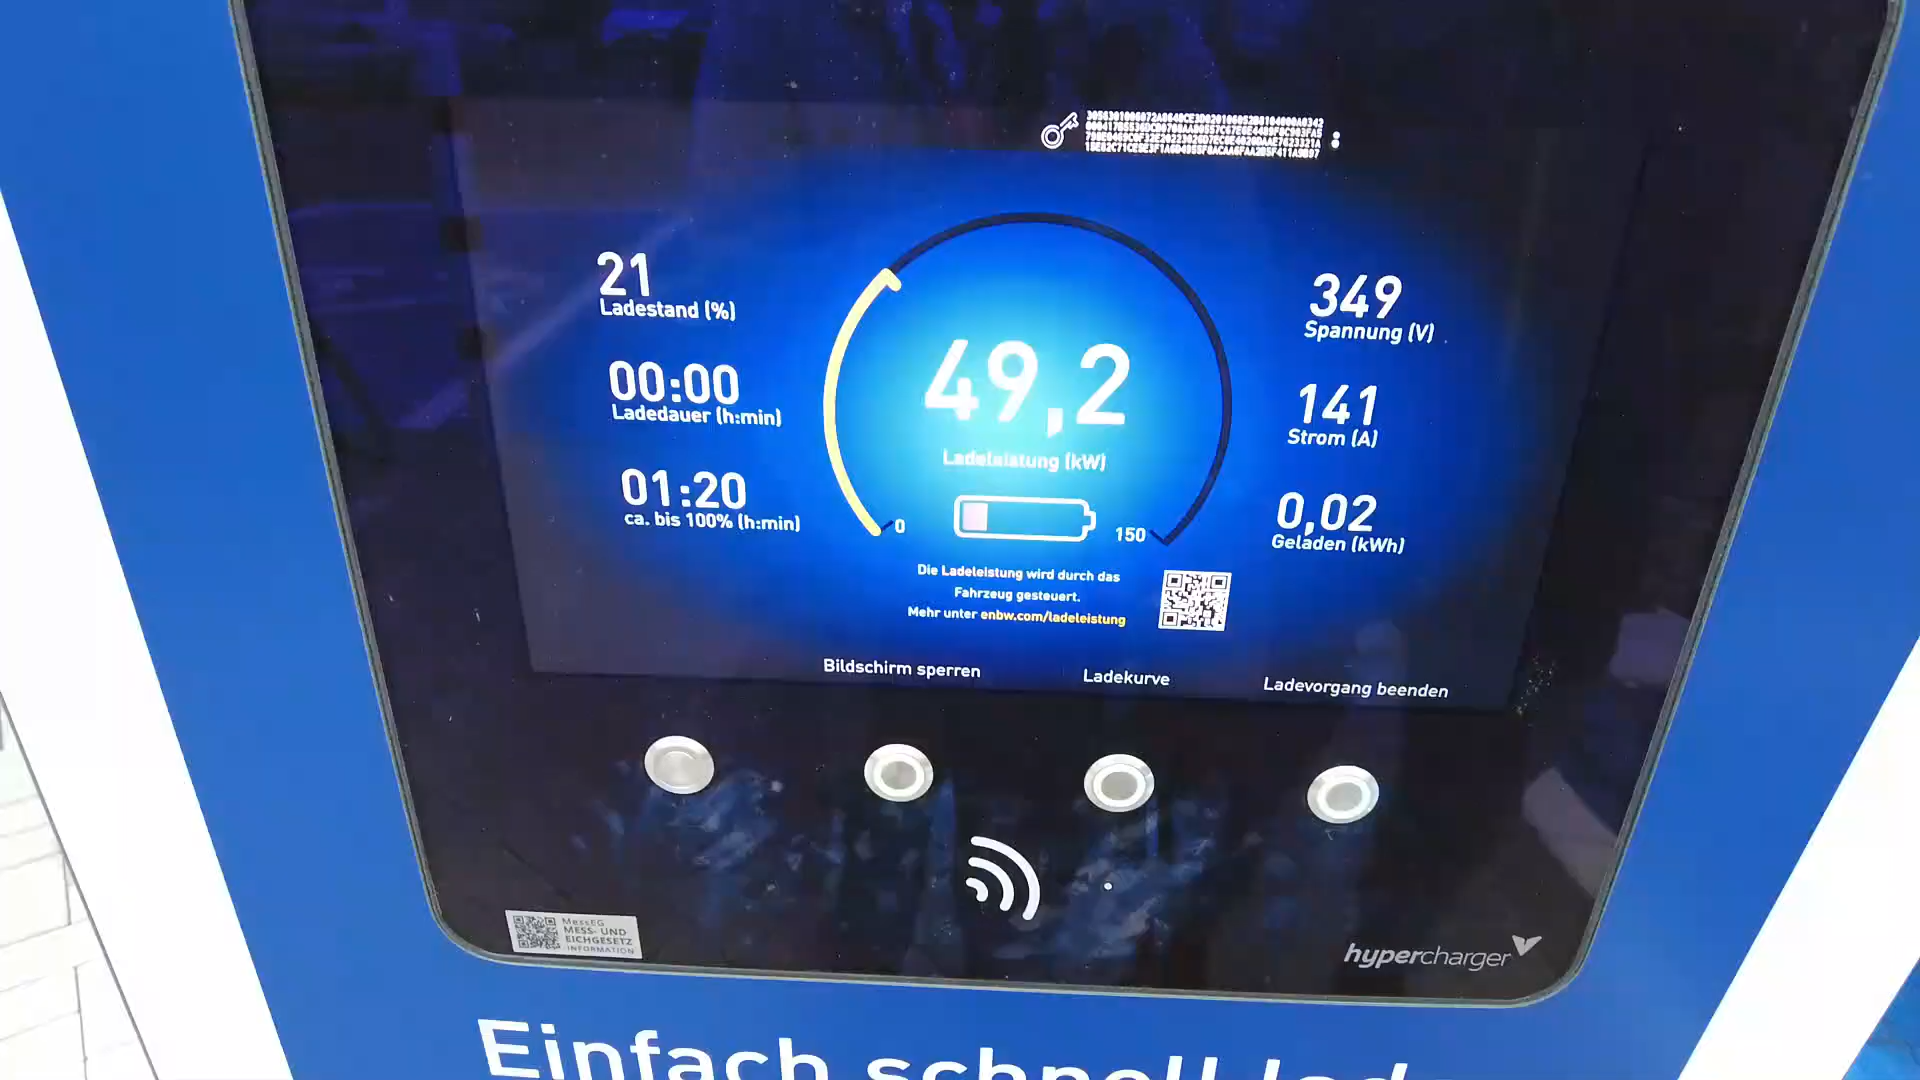 21
Ladestand (%)
00:00
Ladedauer (h:min)
01:20
ca. bis 100% (h:min)
49,2
Ladeleistung (kW)
0
150
349
Spannung (V)
141
Strom (A)
0,02
Geladen (kWh)
Die Ladeleistung wird durch das
Fahrzeug gesteuert.
Mehr unter enbw.com/ladeleistung
Bildschirm sperren
Ladekurve
Ladevorgang beenden
MessEG
MESS- UND
EICHGESETZ
INFORMATION
hypercharger
Einfach schnell